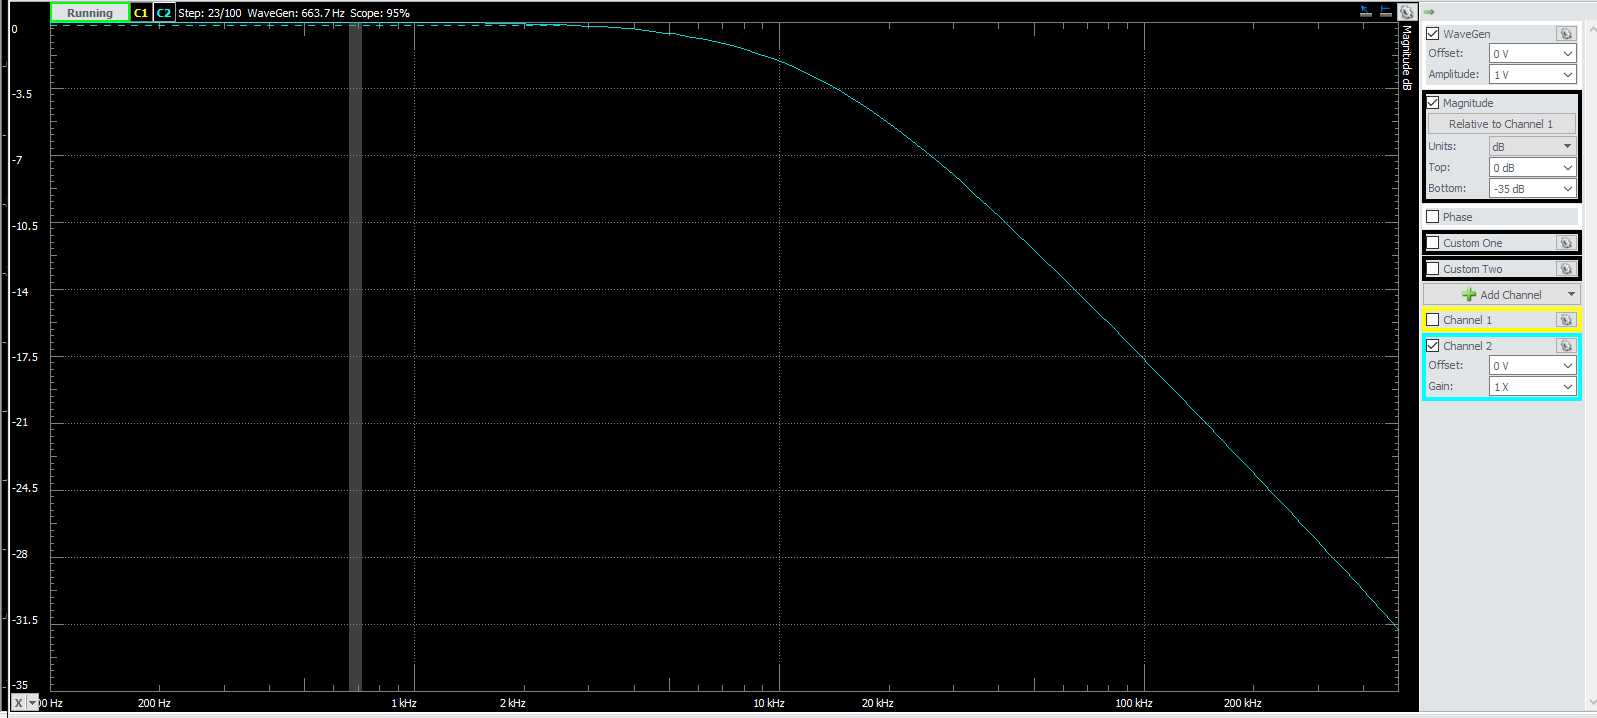 Running C1 C2 Step: 23/100 WaveGen: 663.7 Hz Scope: 95%
0
-3.5
-7
-10.5
-14
-17.5
-21
-24.5
-28
-31.5
-35
Magnitude dB
X 00 Hz 200 Hz 1 kHz 2 kHz 10 kHz 20 kHz 100 kHz 200 kHz
WaveGen
Offset: 0 V
Amplitude: 1 V
Magnitude
Relative to Channel 1
Units: dB
Top: 0 dB
Bottom: -35 dB
Phase
Custom One
Custom Two
Add Channel
Channel 1
Channel 2
Offset: 0 V
Gain: 1 X